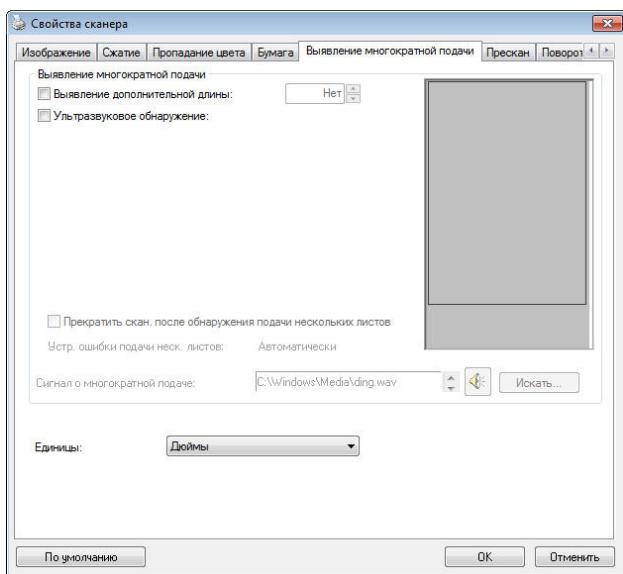 Свойства сканера
Изображение Сжатие Пропадание цвета Бумага Выявление многократной подачи Прескан Поворот
Выявление многократной подачи
Выявление дополнительной длины: Нет
Ультразвуковое обнаружение:
Прекратить скан. после обнаружения подачи нескольких листов
Устр. ошибки подачи неск. листов: Автоматически
Сигнал о многократной подаче: C:\Windows\Media\ding.wav Искать...
Единицы: Дюймы
По умолчанию OK Отменить